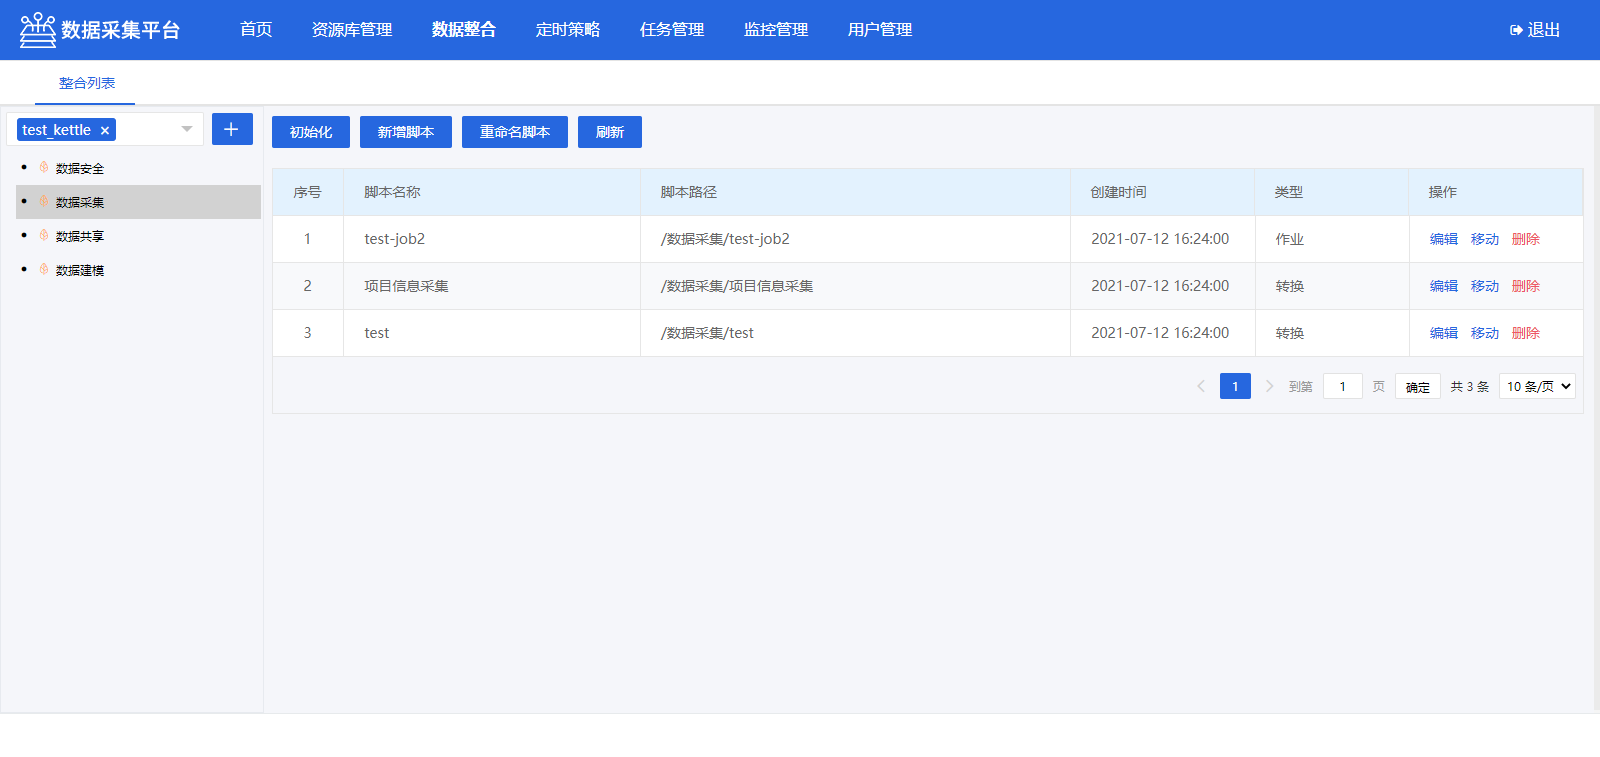 数据采集平台 首页 资源库管理 数据整合 定时策略 任务管理 监控管理 用户管理 退出
整合列表
test_kettle ×
数据安全
数据采集
数据共享
数据建模
初始化 新增脚本 重命名脚本 刷新
序号 脚本名称 脚本路径 创建时间 类型 操作
1 test-job2 /数据采集/test-job2 2021-07-12 16:24:00 作业 编辑 移动 删除
2 项目信息采集 /数据采集/项目信息采集 2021-07-12 16:24:00 转换 编辑 移动 删除
3 test /数据采集/test 2021-07-12 16:24:00 转换 编辑 移动 删除
1 到第 1 页 确定 共 3 条 10 条/页